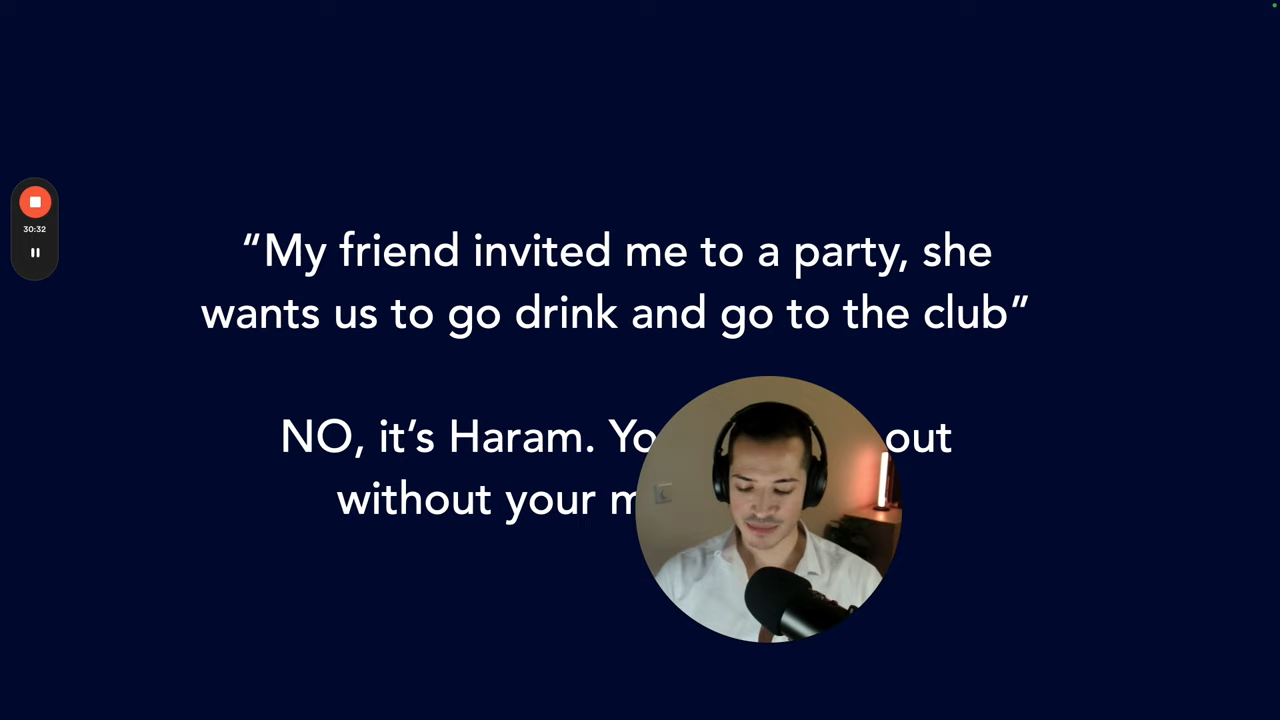 30:32
“My friend invited me to a party, she
wants us to go drink and go to the club”
NO, it’s Haram. out
without your